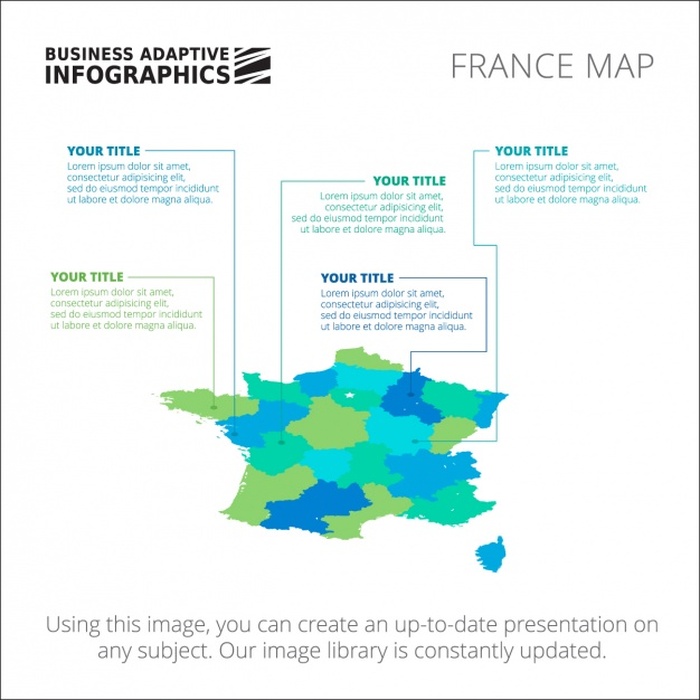 BUSINESS ADAPTIVE
INFOGRAPHICS
FRANCE MAP
YOUR TITLE
Lorem ipsum dolor sit amet,
consectetur adipisicing elit,
sed do eiusmod tempor incididunt
ut labore et dolore magna aliqua.
YOUR TITLE
Lorem ipsum dolor sit amet,
consectetur adipisicing elit,
sed do eiusmod tempor incididunt
ut labore et dolore magna aliqua.
YOUR TITLE
Lorem ipsum dolor sit amet,
consectetur adipisicing elit,
sed do eiusmod tempor incididunt
ut labore et dolore magna aliqua.
YOUR TITLE
Lorem ipsum dolor sit amet,
consectetur adipisicing elit,
sed do eiusmod tempor incididunt
ut labore et dolore magna aliqua.
YOUR TITLE
Lorem ipsum dolor sit amet,
consectetur adipisicing elit,
sed do eiusmod tempor incididunt
ut labore et dolore magna aliqua.
Using this image, you can create an up-to-date presentation on
any subject. Our image library is constantly updated.